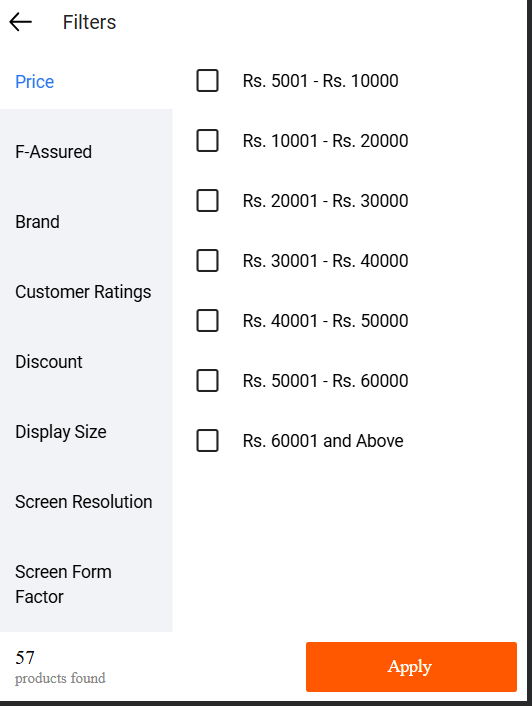 Filters
Price
F-Assured
Brand
Customer Ratings
Discount
Display Size
Screen Resolution
Screen Form
Factor
Rs. 5001 - Rs. 10000
Rs. 10001 - Rs. 20000
Rs. 20001 - Rs. 30000
Rs. 30001 - Rs. 40000
Rs. 40001 - Rs. 50000
Rs. 50001 - Rs. 60000
Rs. 60001 and Above
57
products found
Apply